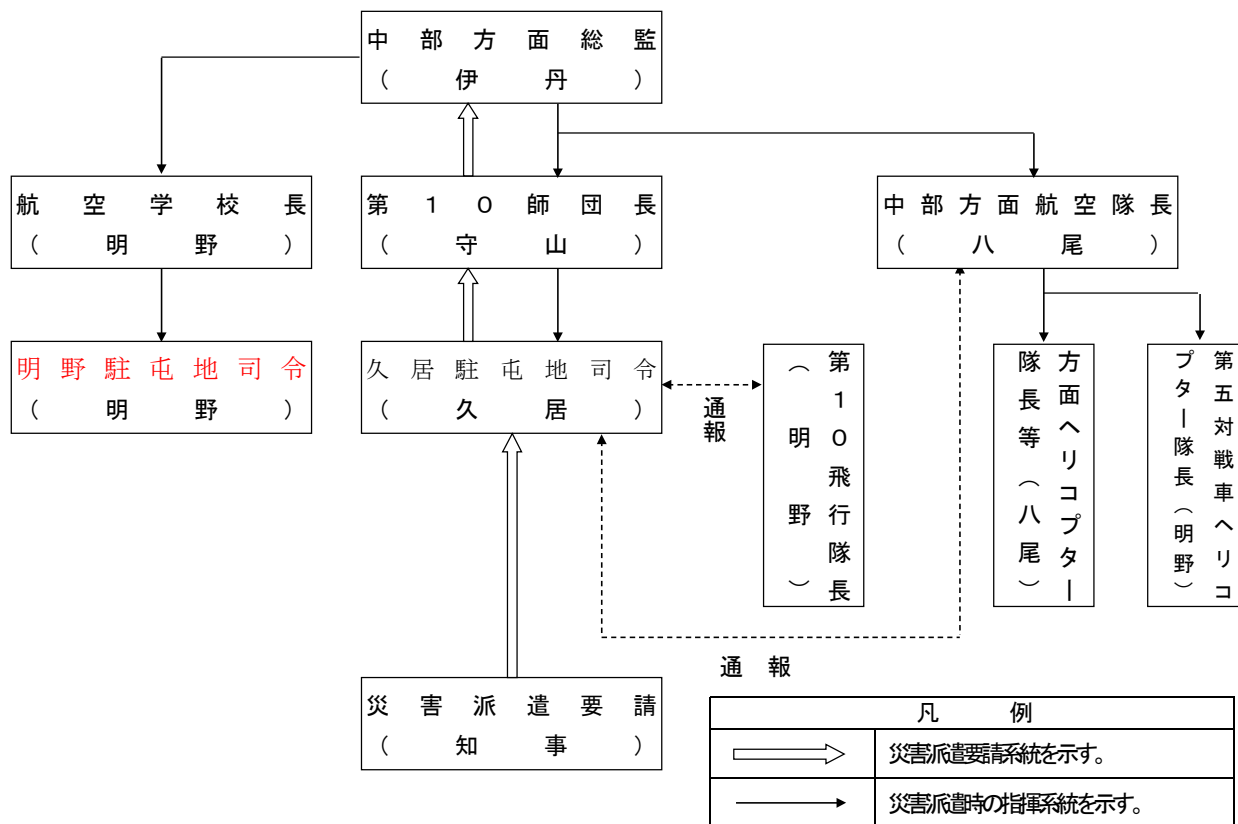 中部方面総監
(伊丹)
航空学校長
(明野)
第10師団長
(守山)
中部方面航空隊長
(八尾)
明野駐屯地司令
(明野)
久居駐屯地司令
(久居)
通報
第10飛行隊長
(明野)
方面ヘリコプター
隊長等(八尾)
第五対戦車ヘリコ
プター隊長(明野)
通報
災害派遣要請
(知事)
凡例
災害派遣要請系統を示す。
災害派遣時の指揮系統を示す。